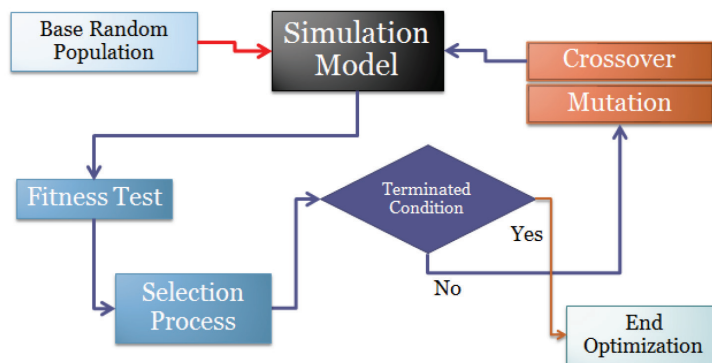 Base Random
Population
Simulation
Model
Crossover
Mutation
Fitness Test
Terminated
Condition
Yes
No
Selection
Process
End
Optimization